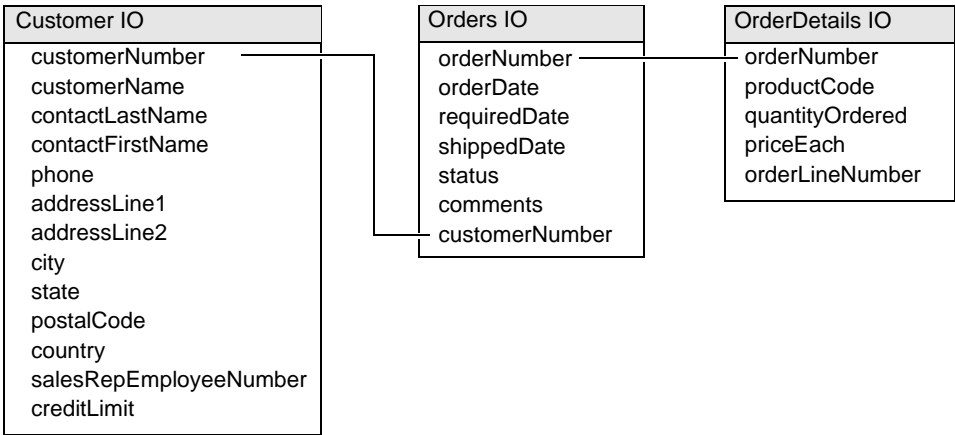 Customer IO
customerNumber
customerName
contactLastName
contactFirstName
phone
addressLine1
addressLine2
city
state
postalCode
country
salesRepEmployeeNumber
creditLimit
Orders IO
orderNumber
orderDate
requiredDate
shippedDate
status
comments
customerNumber
OrderDetails IO
orderNumber
productCode
quantityOrdered
priceEach
orderLineNumber